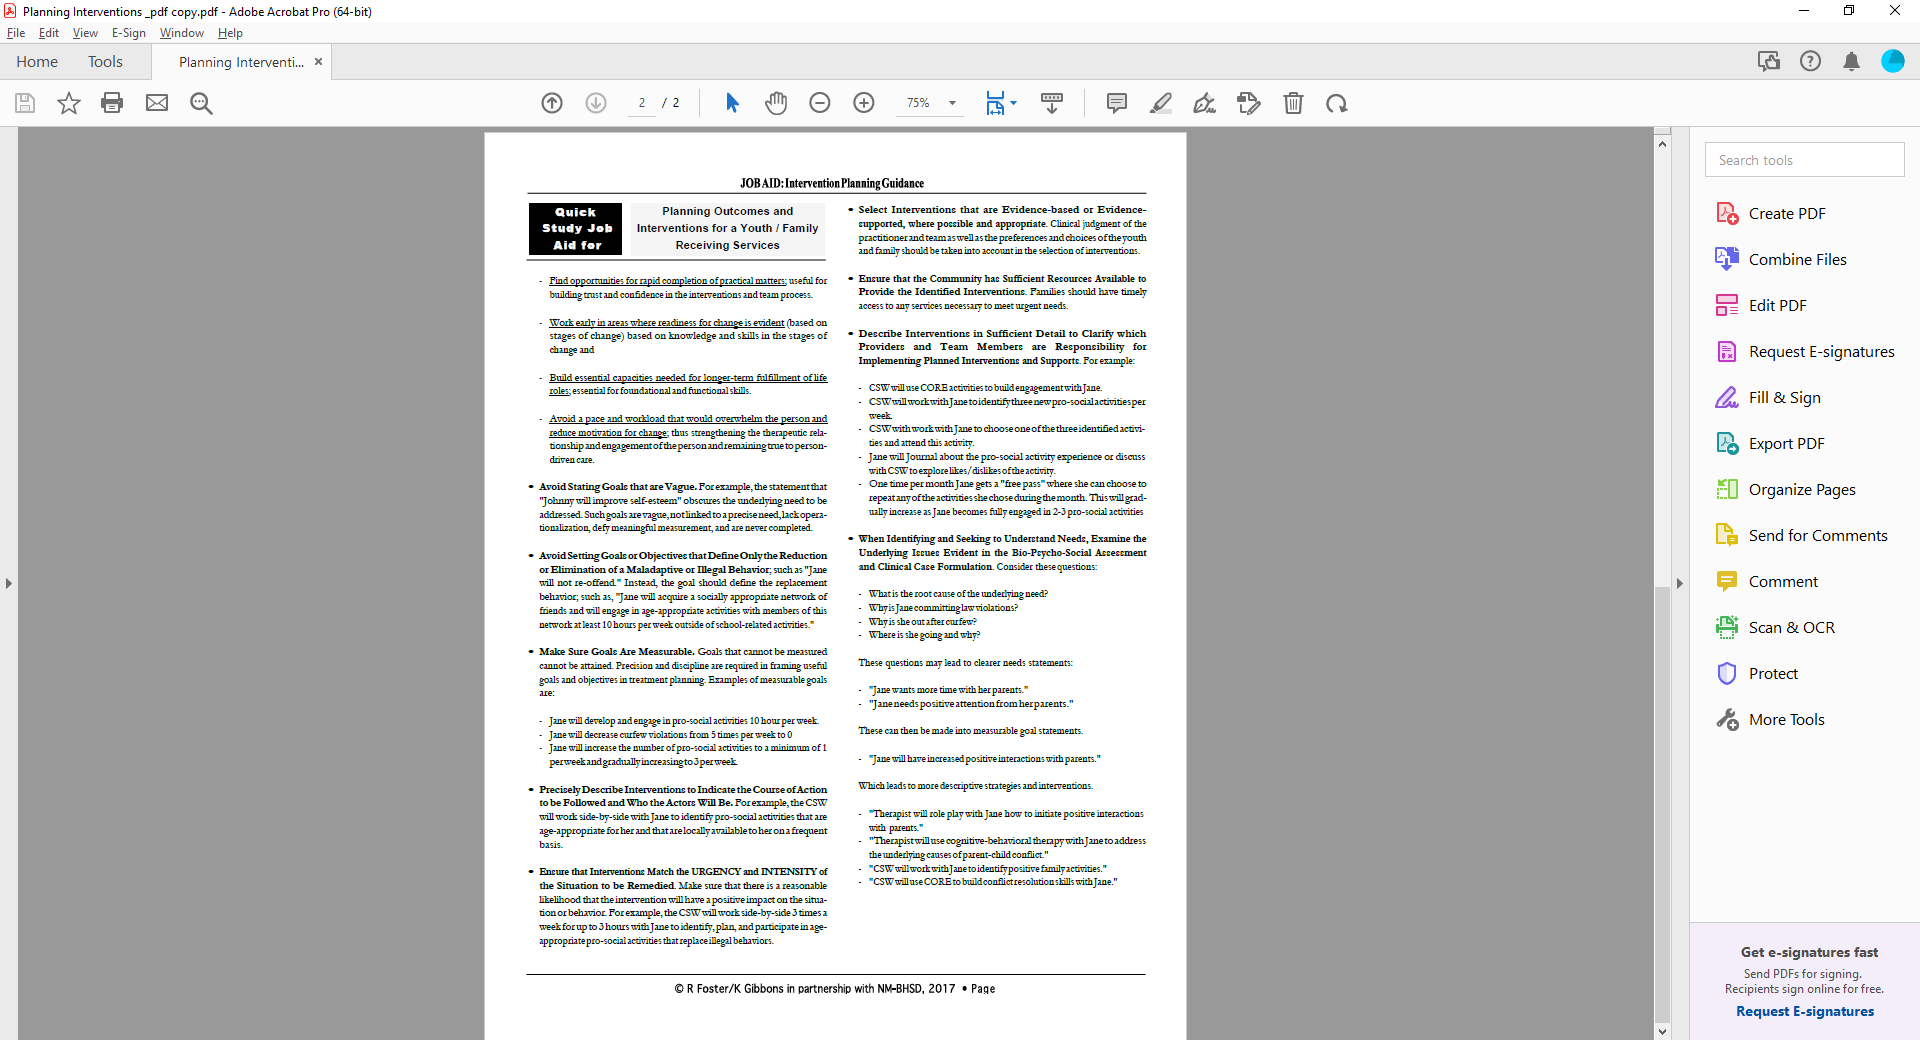 Planning Interventions _pdf copy.pdf - Adobe Acrobat Pro (64-bit)
File Edit View E-Sign Window Help
Home Tools Planning Interventi... ×
2 / 2 75%
JOB AID: Intervention Planning Guidance
Quick
Study Job
Aid for
Planning Outcomes and
Interventions for a Youth / Family
Receiving Services
- Find opportunities for rapid completion of practical matters; useful for
building trust and confidence in the interventions and team process.
- Work early in areas where readiness for change is evident (based on
stages of change) based on knowledge and skills in the stages of
change and
- Build essential capacities needed for longer-term fulfillment of life
roles; essential for foundational and functional skills.
- Avoid a pace and workload that would overwhelm the person and
reduce motivation for change; thus strengthening the therapeutic rela-
tionship and engagement of the person and remaining true to person-
driven care.
• Avoid Stating Goals that are Vague. For example, the statement that
"Johnny will improve self-esteem" obscures the underlying need to be
addressed. Such goals are vague, not linked to a precise need, lack opera-
tionalization, defy meaningful measurement, and are never completed.
• Avoid Setting Goals or Objectives that Define Only the Reduction
or Elimination of a Maladaptive or Illegal Behavior; such as "Jane
will not re-offend." Instead, the goal should define the replacement
behavior; such as, "Jane will acquire a socially appropriate network of
friends and will engage in age-appropriate activities with members of this
network at least 10 hours per week outside of school-related activities."
• Make Sure Goals Are Measurable. Goals that cannot be measured
cannot be attained. Precision and discipline are required in framing useful
goals and objectives in treatment planning. Examples of measurable goals
are:
- Jane will develop and engage in pro-social activities 10 hour per week.
- Jane will decrease curfew violations from 5 times per week to 0
- Jane will increase the number of pro-social activities to a minimum of 1
per week and gradually increasing to 3 per week.
• Precisely Describe Interventions to Indicate the Course of Action
to be Followed and Who the Actors Will Be. For example, the CSW
will work side-by-side with Jane to identify pro-social activities that are
age-appropriate for her and that are locally available to her on a frequent
basis.
• Ensure that Interventions Match the URGENCY and INTENSITY of
the Situation to be Remedied. Make sure that there is a reasonable
likelihood that the intervention will have a positive impact on the situa-
tion or behavior. For example, the CSW will work side-by-side 3 times a
week for up to 3 hours with Jane to identify, plan, and participate in age-
appropriate pro-social activities that replace illegal behaviors.
• Select Interventions that are Evidence-based or Evidence-
supported, where possible and appropriate. Clinical judgment of the
practitioner and team as well as the preferences and choices of the youth
and family should be taken into account in the selection of interventions.
• Ensure that the Community has Sufficient Resources Available to
Provide the Identified Interventions. Families should have timely
access to any services necessary to meet urgent needs.
• Describe Interventions in Sufficient Detail to Clarify which
Providers and Team Members are Responsibility for
Implementing Planned Interventions and Supports. For example:
- CSW will use CORE activities to build engagement with Jane.
- CSW will work with Jane to identify three new pro-social activities per
week.
- CSW with work with Jane to choose one of the three identified activi-
ties and attend this activity.
- Jane will Journal about the pro-social activity experience or discuss
with CSW to explore likes/dislikes of the activity.
- One time per month Jane gets a "free pass" where she can choose to
repeat any of the activities she chose during the month. This will grad-
ually increase as Jane becomes fully engaged in 2-3 pro-social activities
• When Identifying and Seeking to Understand Needs, Examine the
Underlying Issues Evident in the Bio-Psycho-Social Assessment
and Clinical Case Formulation. Consider these questions:
- What is the root cause of the underlying need?
- Why is Jane committing law violations?
- Why is she out after curfew?
- Where is she going and why?
These questions may lead to clearer needs statements:
- "Jane wants more time with her parents."
- "Jane needs positive attention from her parents."
These can then be made into measurable goal statements.
- "Jane will have increased positive interactions with parents."
Which leads to more descriptive strategies and interventions.
- "Therapist will role play with Jane how to initiate positive interactions
with parents."
- "Therapist will use cognitive-behavioral therapy with Jane to address
the underlying causes of parent-child conflict."
- "CSW will work with Jane to identify positive family activities."
- "CSW will use CORE to build conflict resolution skills with Jane."
© R Foster/K Gibbons in partnership with NM-BHSD, 2017 • Page
Search tools
Create PDF
Combine Files
Edit PDF
Request E-signatures
Fill & Sign
Export PDF
Organize Pages
Send for Comments
Comment
Scan & OCR
Protect
More Tools
Get e-signatures fast
Send PDFs for signing.
Recipients sign online for free.
Request E-signatures